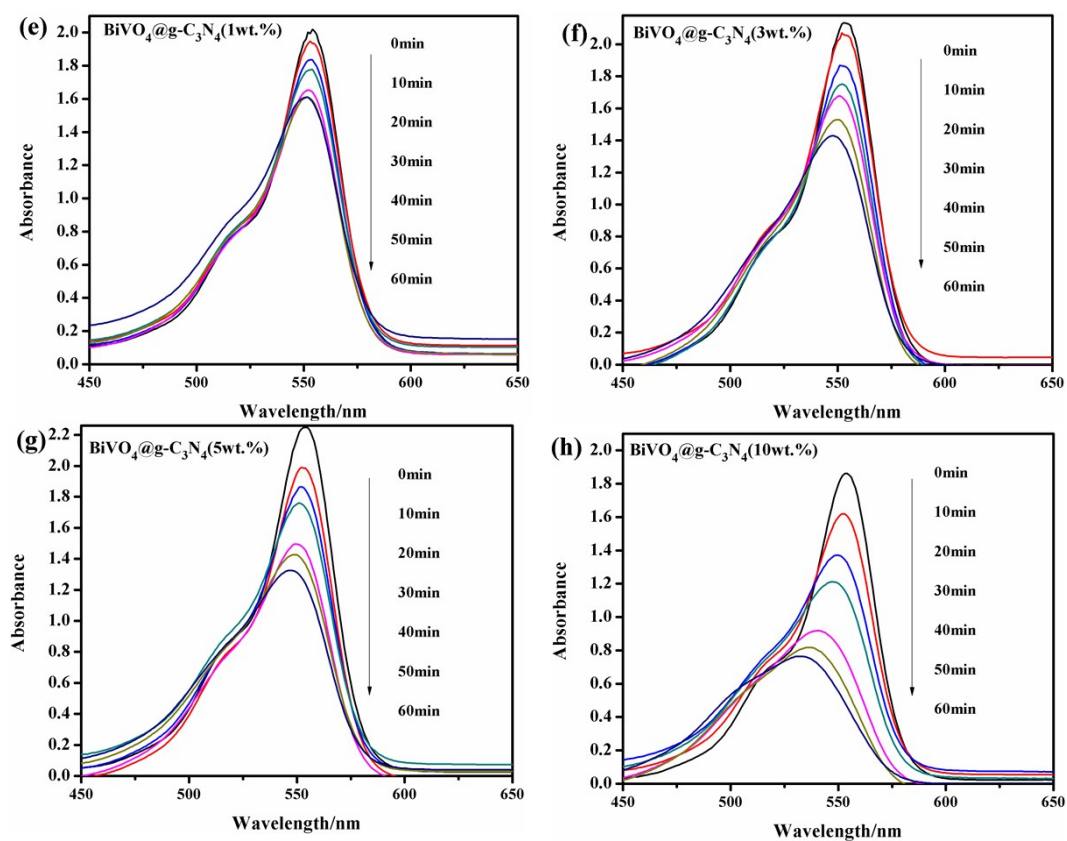 (e)
BiVO₄@g-C₃N₄(1wt.%)
2.0
1.8
1.6
1.4
1.2
1.0
0.8
0.6
0.4
0.2
0.0
Absorbance
0min
10min
20min
30min
40min
50min
60min
450 500 550 600 650
Wavelength/nm
(f)
BiVO₄@g-C₃N₄(3wt.%)
2.0
1.8
1.6
1.4
1.2
1.0
0.8
0.6
0.4
0.2
0.0
Absorbance
0min
10min
20min
30min
40min
50min
60min
450 500 550 600 650
Wavelength/nm
(g)
BiVO₄@g-C₃N₄(5wt.%)
2.2
2.0
1.8
1.6
1.4
1.2
1.0
0.8
0.6
0.4
0.2
0.0
Absorbance
0min
10min
20min
30min
40min
50min
60min
450 500 550 600 650
Wavelength/nm
(h)
BiVO₄@g-C₃N₄(10wt.%)
2.0
1.8
1.6
1.4
1.2
1.0
0.8
0.6
0.4
0.2
0.0
Absorbance
0min
10min
20min
30min
40min
50min
60min
450 500 550 600 650
Wavelength/nm